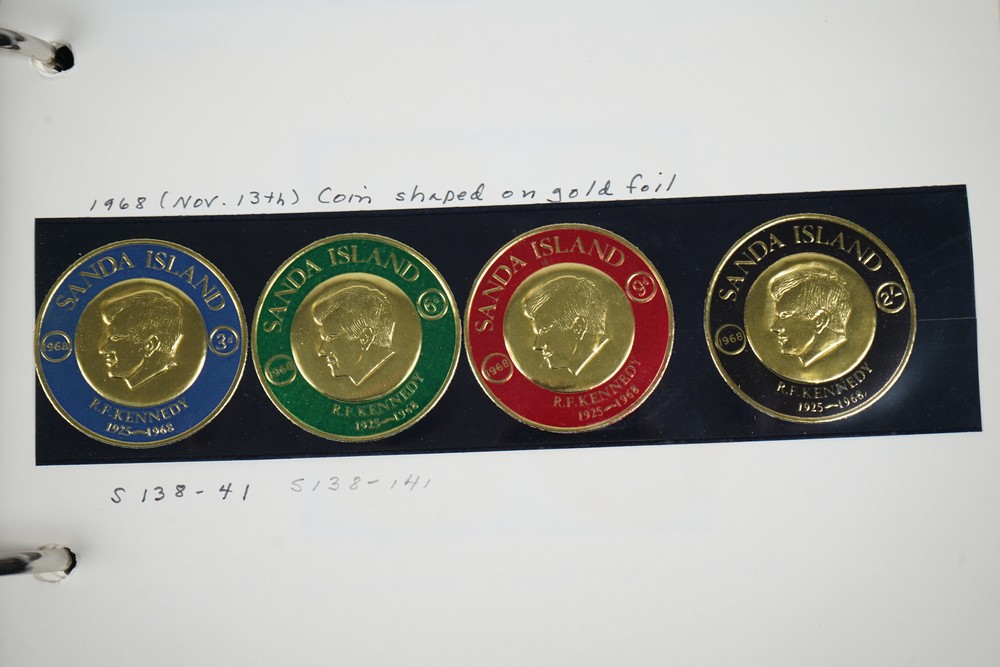 1968 (Nov. 13th) Coin shaped on gold foil
SANDA ISLAND
1968
3d
R.F.KENNEDY
1925—1968
SANDA ISLAND
1968
6d
R.F.KENNEDY
1925—1968
SANDA ISLAND
1968
9d
R.F.KENNEDY
1925—1968
SANDA ISLAND
1968
2/-
R.F.KENNEDY
1925—1968
S 138-41 S138-141